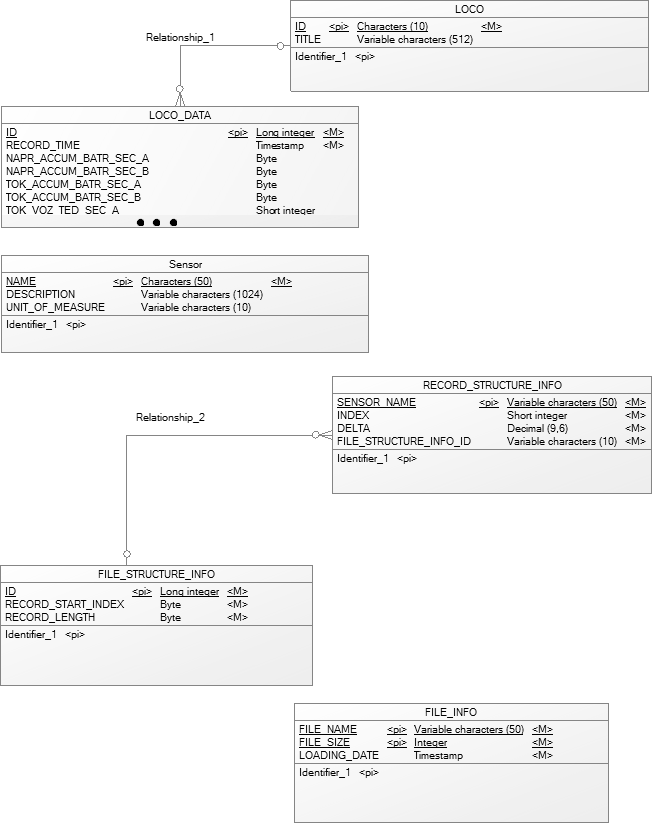 LOCO
ID <pi> Characters (10) <M>
TITLE Variable characters (512)
Identifier_1 <pi>
Relationship_1
LOCO_DATA
ID <pi> Long integer <M>
RECORD_TIME Timestamp <M>
NAPR_ACCUM_BATR_SEC_A Byte
NAPR_ACCUM_BATR_SEC_B Byte
TOK_ACCUM_BATR_SEC_A Byte
TOK_ACCUM_BATR_SEC_B Byte
TOK_VOZ_TED_SEC_A Short integer
Sensor
NAME <pi> Characters (50) <M>
DESCRIPTION Variable characters (1024)
UNIT_OF_MEASURE Variable characters (10)
Identifier_1 <pi>
RECORD_STRUCTURE_INFO
SENSOR_NAME <pi> Variable characters (50) <M>
INDEX Short integer <M>
DELTA Decimal (9,6) <M>
FILE_STRUCTURE_INFO_ID Variable characters (10) <M>
Identifier_1 <pi>
Relationship_2
FILE_STRUCTURE_INFO
ID <pi> Long integer <M>
RECORD_START_INDEX Byte <M>
RECORD_LENGTH Byte <M>
Identifier_1 <pi>
FILE_INFO
FILE_NAME <pi> Variable characters (50) <M>
FILE_SIZE <pi> Integer <M>
LOADING_DATE Timestamp <M>
Identifier_1 <pi>